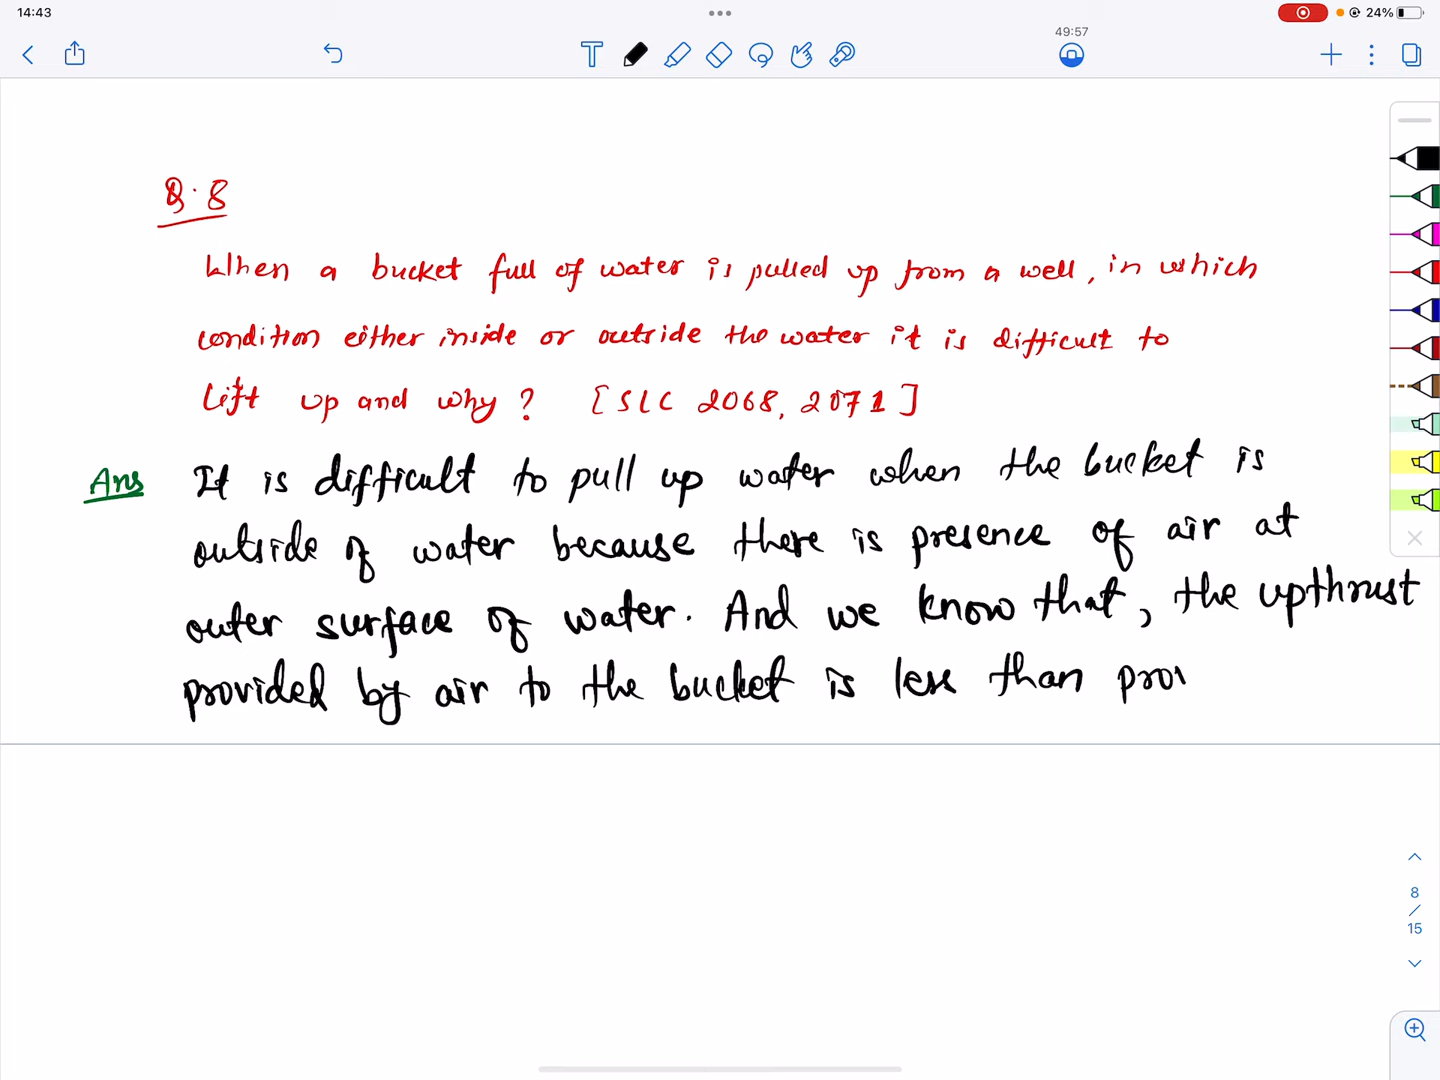 14:43
24%
49:57
Q.8
When a bucket full of water is pulled up from a well, in which
condition either inside or outside the water it is difficult to
lift up and why? [SLC 2068, 2071]
Ans It is difficult to pull up water when the bucket is
outside of water because there is presence of air at
outer surface of water. And we know that, the upthrust
provided by air to the bucket is less than prov
8
/
15